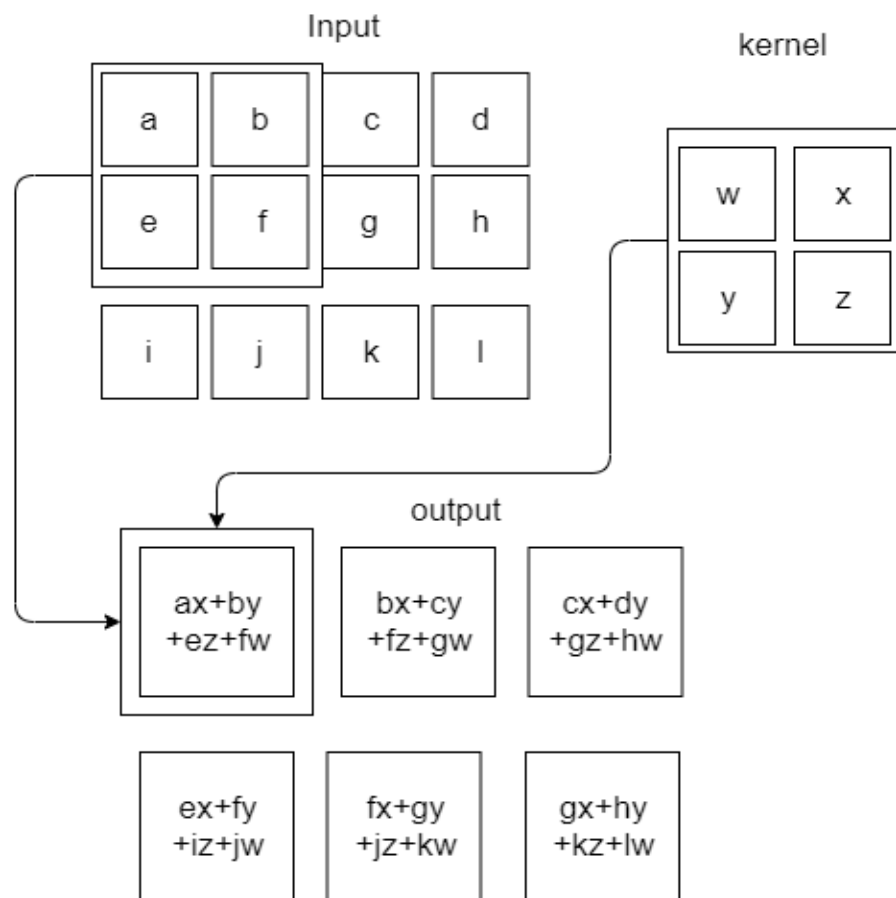 Input
kernel
a b c d
e f g h
i j k l
w x
y z
output
ax+by
+ez+fw
bx+cy
+fz+gw
cx+dy
+gz+hw
ex+fy
+iz+jw
fx+gy
+jz+kw
gx+hy
+kz+lw